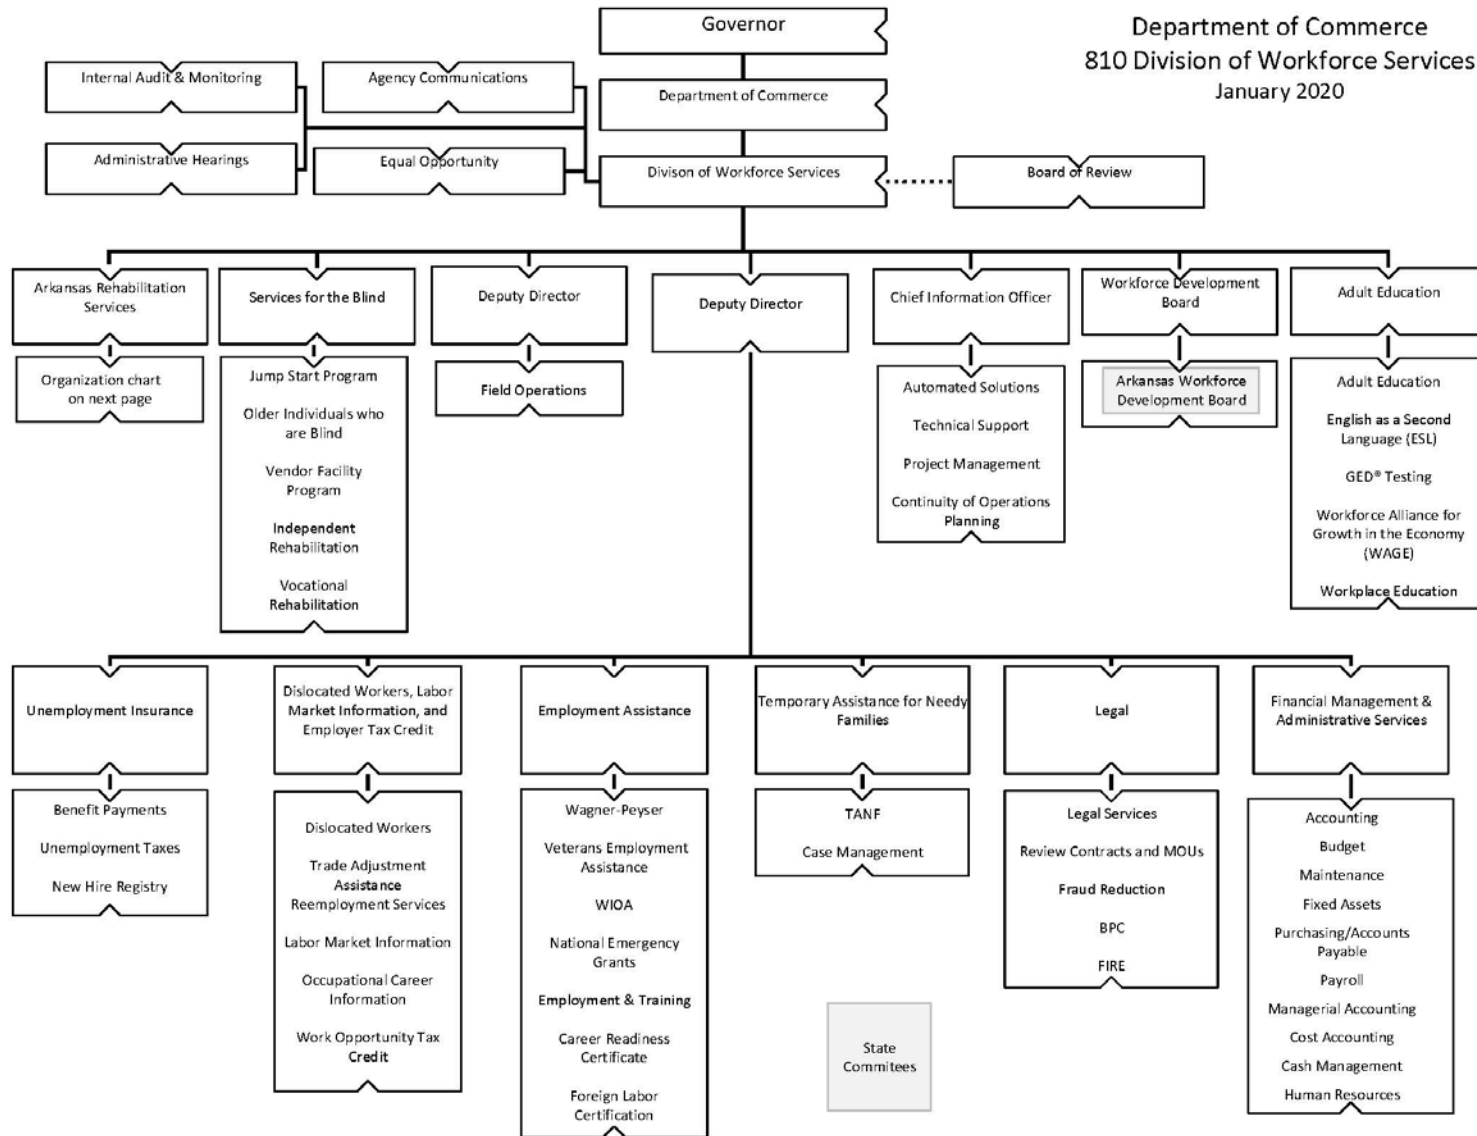 Department of Commerce
810 Division of Workforce Services
January 2020
Governor
Internal Audit & Monitoring
Agency Communications
Department of Commerce
Administrative Hearings
Equal Opportunity
Divison of Workforce Services
Board of Review
Arkansas Rehabilitation
Services
Services for the Blind
Deputy Director
Deputy Director
Chief Information Officer
Workforce Development
Board
Adult Education
Organization chart
on next page
Jump Start Program
Older Individuals who
are Blind
Vendor Facility
Program
Independent
Rehabilitation
Vocational
Rehabilitation
Field Operations
Automated Solutions
Technical Support
Project Management
Continuity of Operations
Planning
Arkansas Workforce
Development Board
Adult Education
English as a Second
Language (ESL)
GED® Testing
Workforce Alliance for
Growth in the Economy
(WAGE)
Workplace Education
Unemployment Insurance
Dislocated Workers, Labor
Market Information, and
Employer Tax Credit
Employment Assistance
Temporary Assistance for Needy
Families
Legal
Financial Management &
Administrative Services
Benefit Payments
Unemployment Taxes
New Hire Registry
Dislocated Workers
Trade Adjustment
Assistance
Reemployment Services
Labor Market Information
Occupational Career
Information
Work Opportunity Tax
Credit
Wagner-Peyser
Veterans Employment
Assistance
WIOA
National Emergency
Grants
Employment & Training
Career Readiness
Certificate
Foreign Labor
Certification
TANF
Case Management
Legal Services
Review Contracts and MOUs
Fraud Reduction
BPC
FIRE
Accounting
Budget
Maintenance
Fixed Assets
Purchasing/Accounts
Payable
Payroll
Managerial Accounting
Cost Accounting
Cash Management
Human Resources
State
Commitees